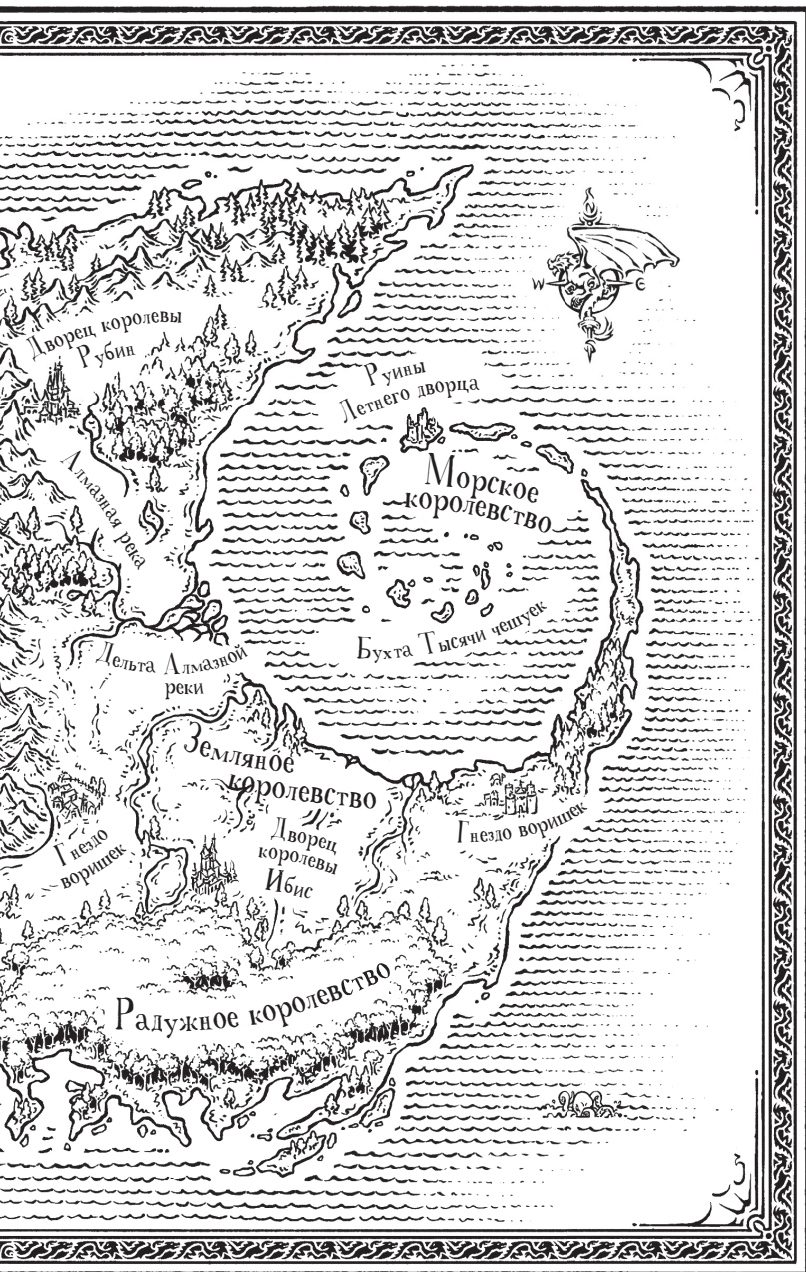 N
W
E
Дворец королевы
Рубин
Руины
Летнего дворца
Алмазная река
Морское
королевство
Бухта Тысячи чешуек
Дельта Алмазной
реки
Земляное
королевство
Гнездо воришек
Гнездо
воришек
Дворец
королевы
Ибис
Радужное королевство